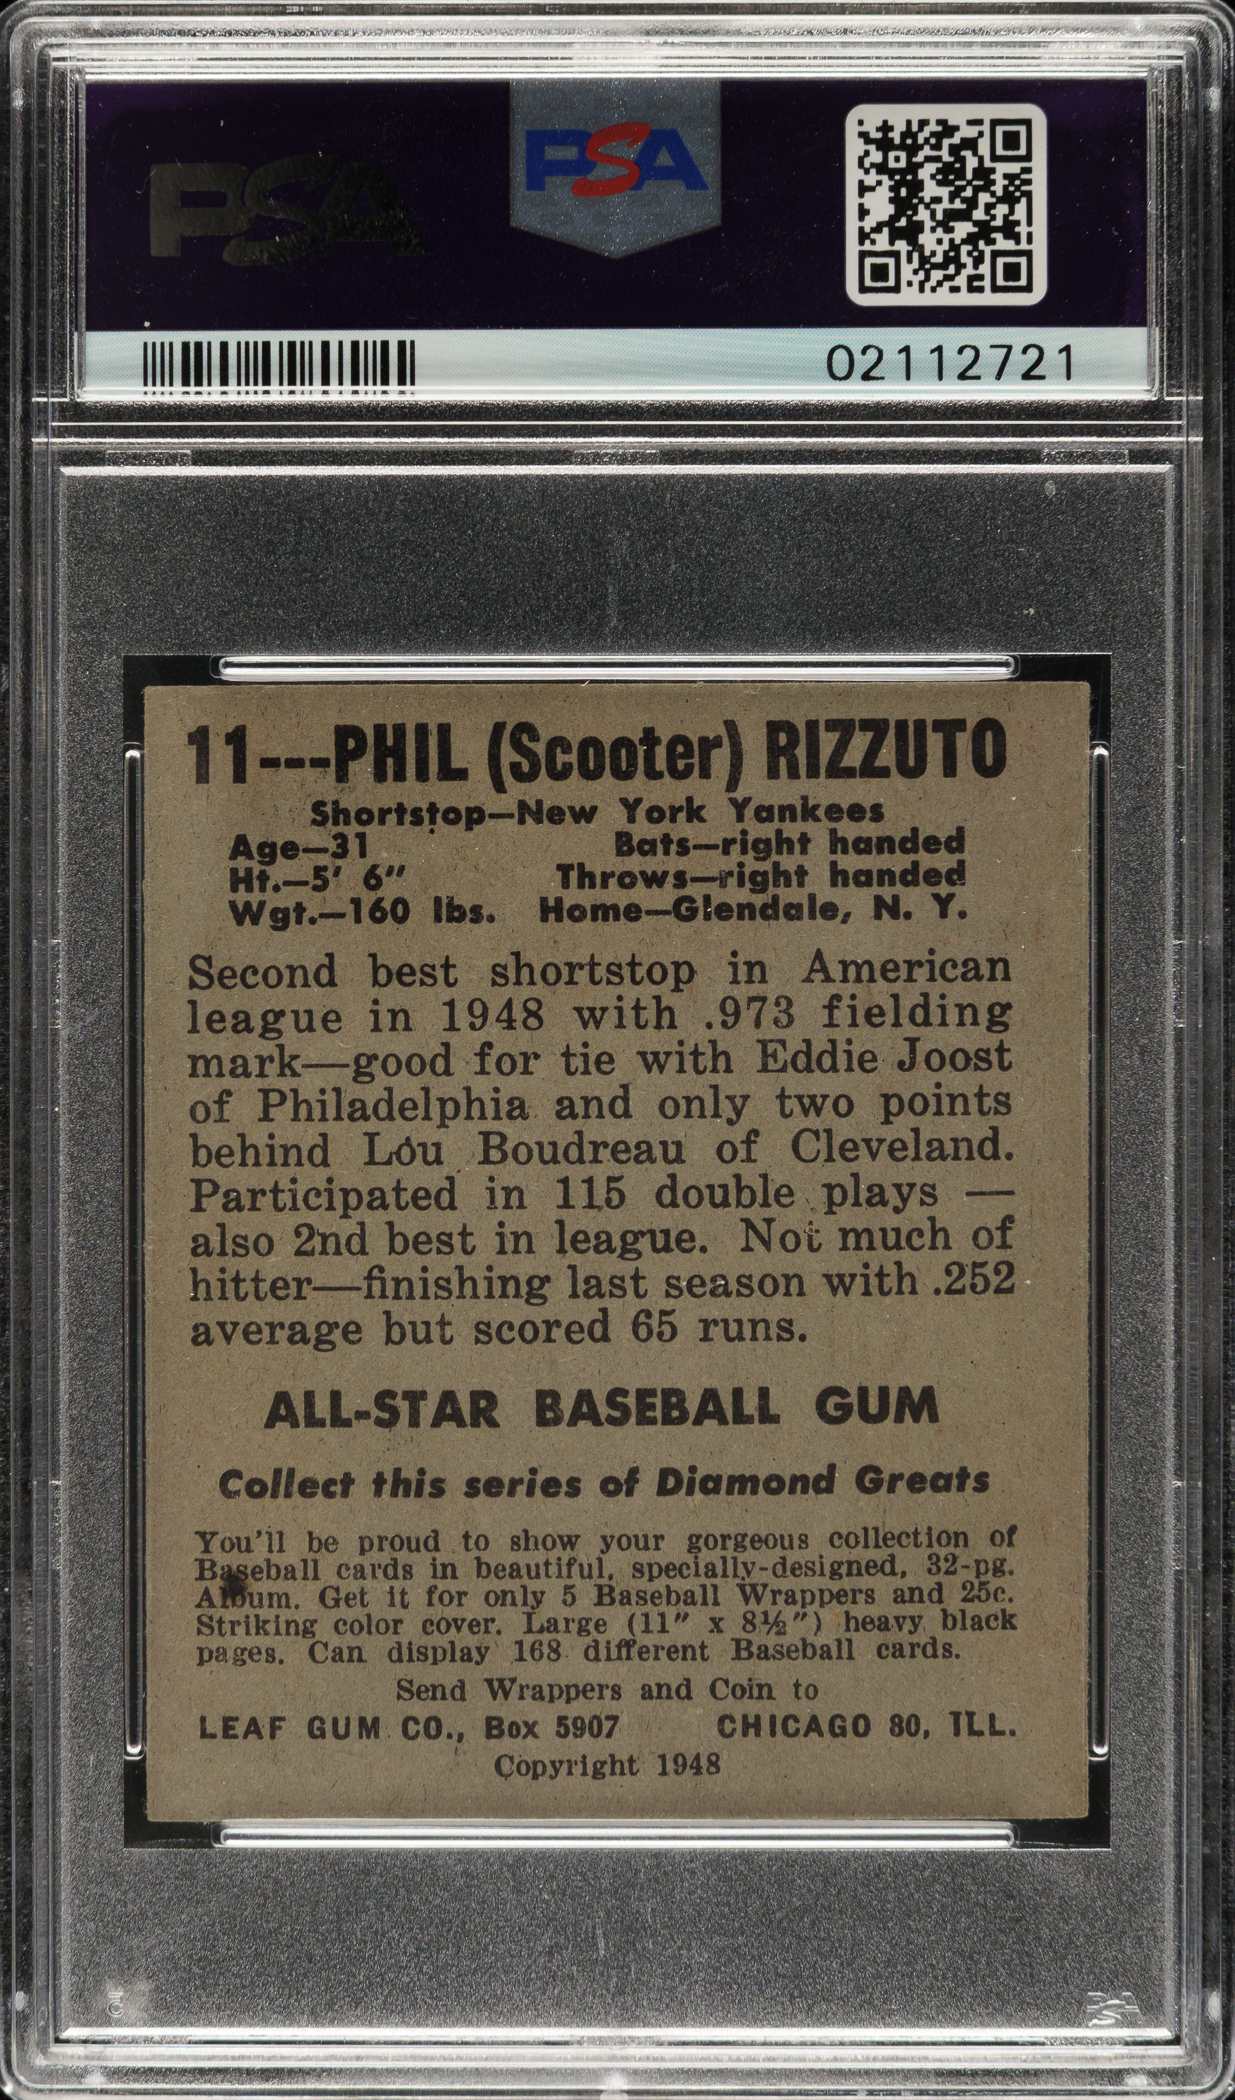 PSA
PSA
02112721
11---PHIL (Scooter) RIZZUTO
Shortstop—New York Yankees
Age—31 Bats—right handed
Ht.—5' 6" Throws—right handed
Wgt.—160 lbs. Home—Glendale, N. Y.
Second best shortstop in American
league in 1948 with .973 fielding
mark—good for tie with Eddie Joost
of Philadelphia and only two points
behind Lou Boudreau of Cleveland.
Participated in 115 double plays —
also 2nd best in league. Not much of
hitter—finishing last season with .252
average but scored 65 runs.
ALL-STAR BASEBALL GUM
Collect this series of Diamond Greats
You'll be proud to show your gorgeous collection of
Baseball cards in beautiful, specially-designed, 32-pg.
Album. Get it for only 5 Baseball Wrappers and 25c.
Striking color cover. Large (11" x 8½") heavy black
pages. Can display 168 different Baseball cards.
Send Wrappers and Coin to
LEAF GUM CO., Box 5907 CHICAGO 80, ILL.
Copyright 1948
PSA